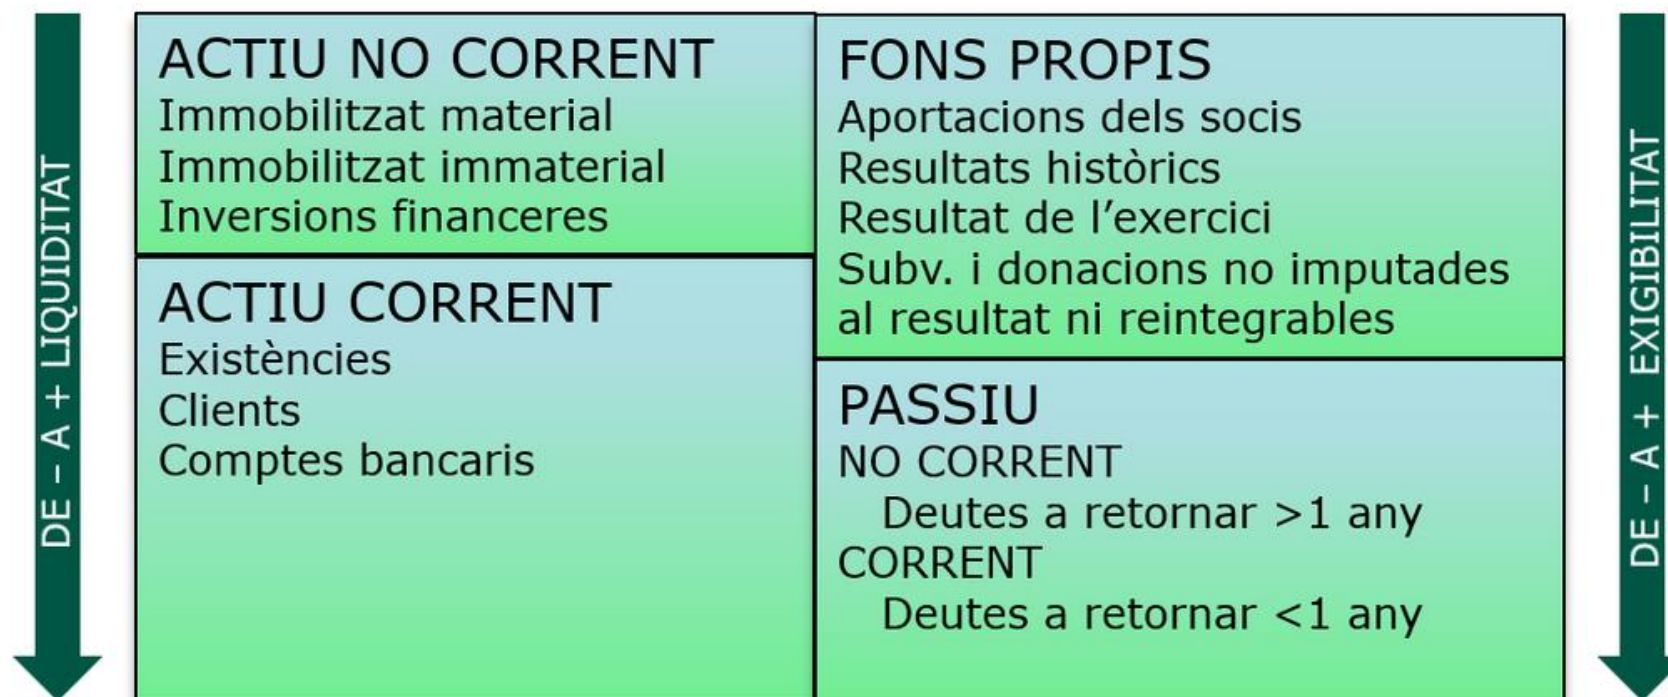 DE – A + LIQUIDITAT
ACTIU NO CORRENT
Immobilitzat material
Immobilitzat immaterial
Inversions financeres
ACTIU CORRENT
Existències
Clients
Comptes bancaris
FONS PROPIS
Aportacions dels socis
Resultats històrics
Resultat de l’exercici
Subv. i donacions no imputades
al resultat ni reintegrables
PASSIU
NO CORRENT
Deutes a retornar >1 any
CORRENT
Deutes a retornar <1 any
DE – A + EXIGIBILITAT